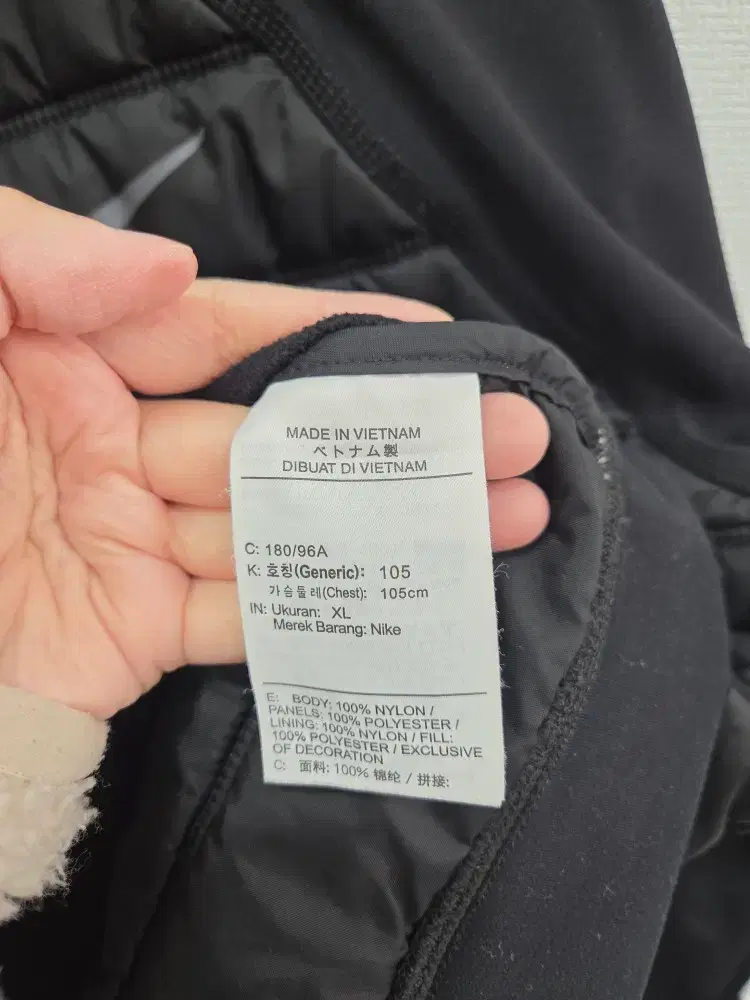 MADE IN VIETNAM
ベトナム製
DIBUAT DI VIETNAM
C: 180/96A
K: 호칭(Generic): 105
가슴둘레(Chest): 105cm
IN: Ukuran: XL
Merek Barang: Nike
E: BODY: 100% NYLON /
PANELS: 100% POLYESTER /
LINING: 100% NYLON / FILL:
100% POLYESTER / EXCLUSIVE
OF DECORATION
C: 面料: 100% 锦纶 / 拼接: